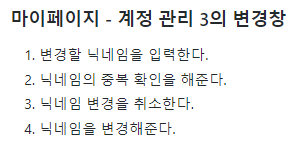 마이페이지 - 계정 관리 3의 변경창
1. 변경할 닉네임을 입력한다.
2. 닉네임의 중복 확인을 해준다.
3. 닉네임 변경을 취소한다.
4. 닉네임을 변경해준다.